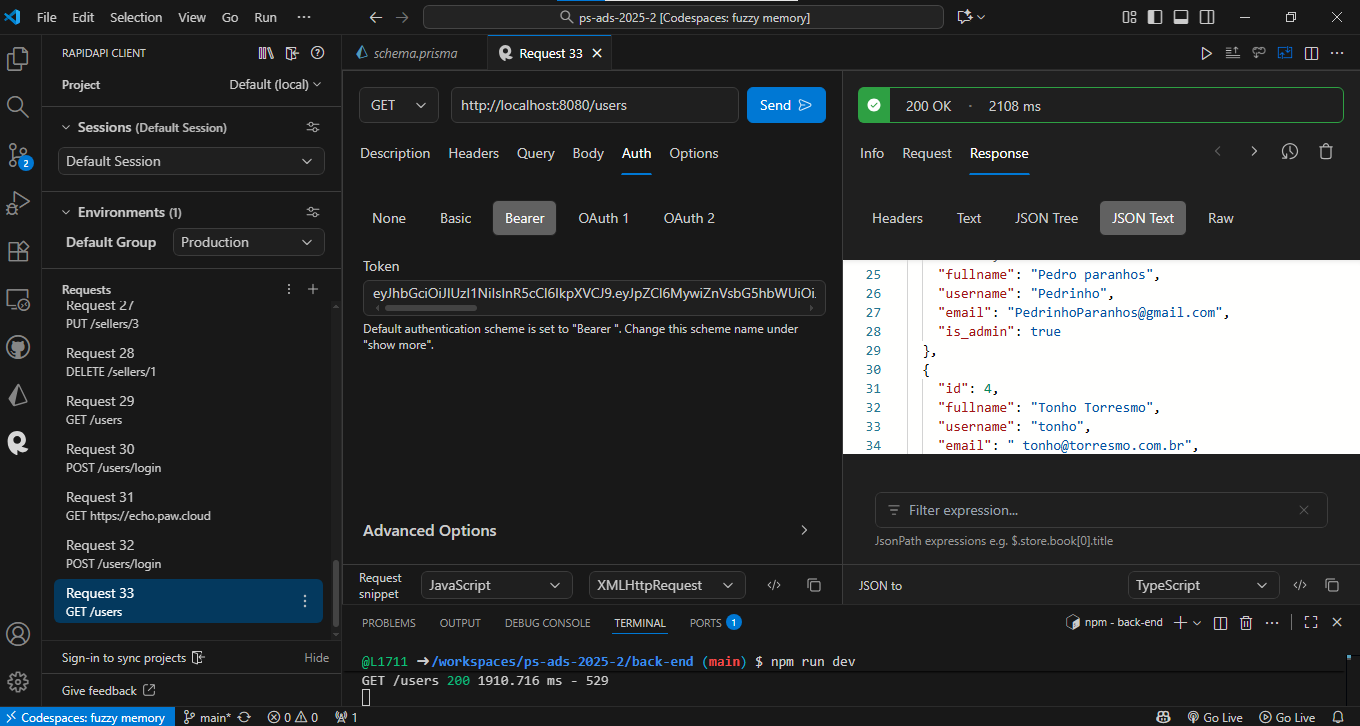 File Edit Selection View Go Run ···
ps-ads-2025-2 [Codespaces: fuzzy memory]
RAPIDAPI CLIENT
Project Default (local)
Sessions (Default Session)
Default Session
Environments (1)
Default Group Production
Requests
Request 27
PUT /sellers/3
Request 28
DELETE /sellers/1
Request 29
GET /users
Request 30
POST /users/login
Request 31
GET https://echo.paw.cloud
Request 32
POST /users/login
Request 33
GET /users
Sign-in to sync projects Hide
Give feedback
schema.prisma Request 33
GET http://localhost:8080/users Send
Description Headers Query Body Auth Options
None Basic Bearer OAuth 1 OAuth 2
Token
Default authentication scheme is set to "Bearer ". Change this scheme name under
"show more".
Advanced Options
Request
snippet JavaScript XMLHttpRequest
200 OK · 2108 ms
Info Request Response
Headers Text JSON Tree JSON Text Raw
25 "fullname": "Pedro paranhos",
26 "username": "Pedrinho",
27 "email": "PedrinhoParanhos@gmail.com",
28 "is_admin": true
29 },
30 {
31 "id": 4,
32 "fullname": "Tonho Torresmo",
33 "username": "tonho",
34 "email": " tonho@torresmo.com.br",
Filter expression...
JsonPath expressions e.g. $.store.book[0].title
JSON to TypeScript
PROBLEMS OUTPUT DEBUG CONSOLE TERMINAL PORTS 1
npm - back-end
@L1711 ➜ /workspaces/ps-ads-2025-2/back-end (main) $ npm run dev
GET /users 200 1910.716 ms - 529
2
Codespaces: fuzzy memory main* 0 0 1
Go Live Go Live